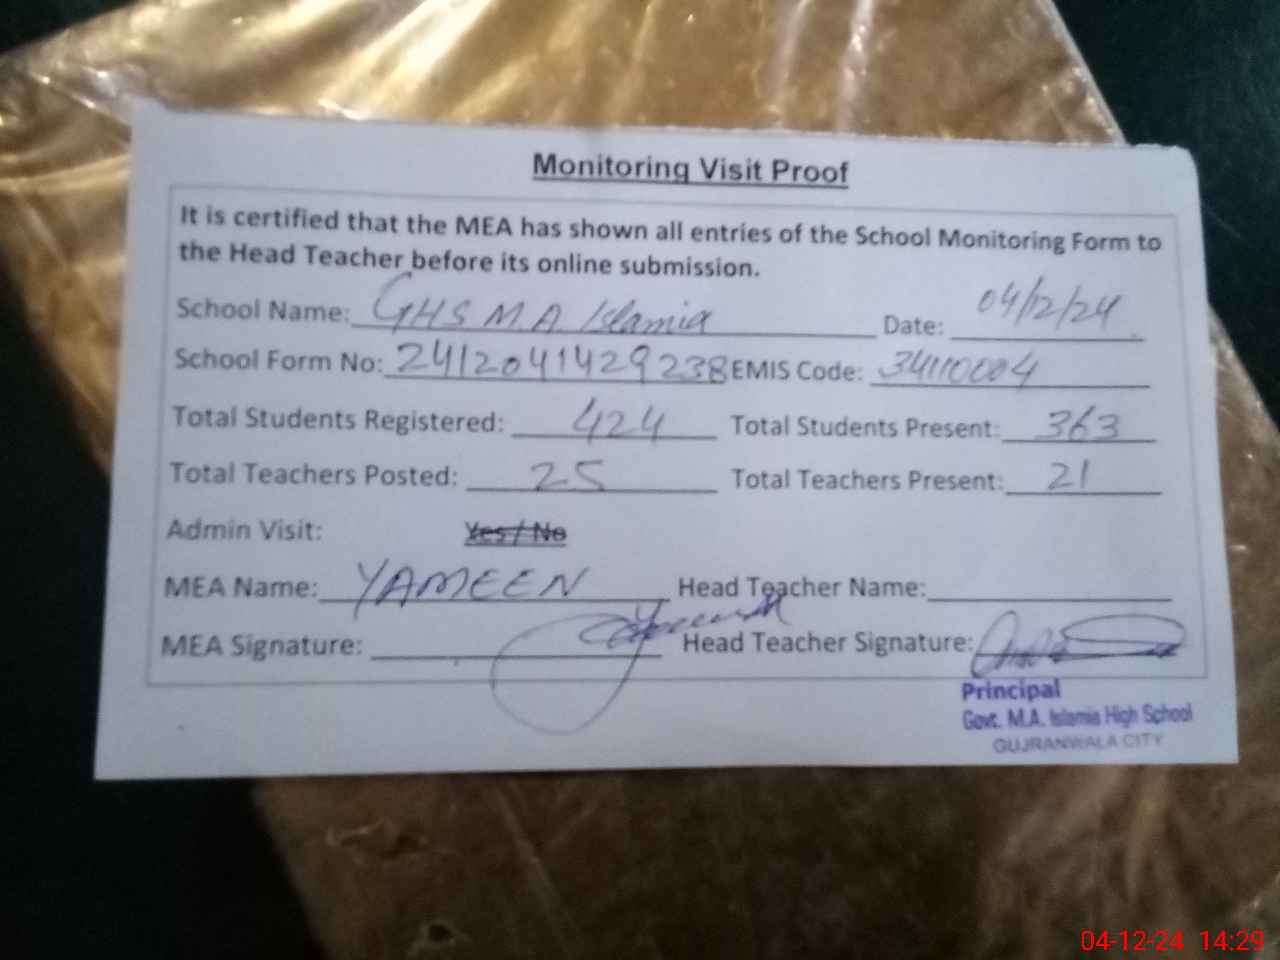 Monitoring Visit Proof
It is certified that the MEA has shown all entries of the School Monitoring Form to
the Head Teacher before its online submission.
School Name: GHS M.A. Islamia Date: 04/12/24
School Form No: 2412041429238 EMIS Code: 34110004
Total Students Registered: 424 Total Students Present: 363
Total Teachers Posted: 25 Total Teachers Present: 21
Admin Visit: Yes / No
MEA Name: YAMEEN Head Teacher Name:
MEA Signature: Head Teacher Signature:
Principal
Govt. M.A. Islamia High School
GUJRANWALA CITY
04-12-24 14:29